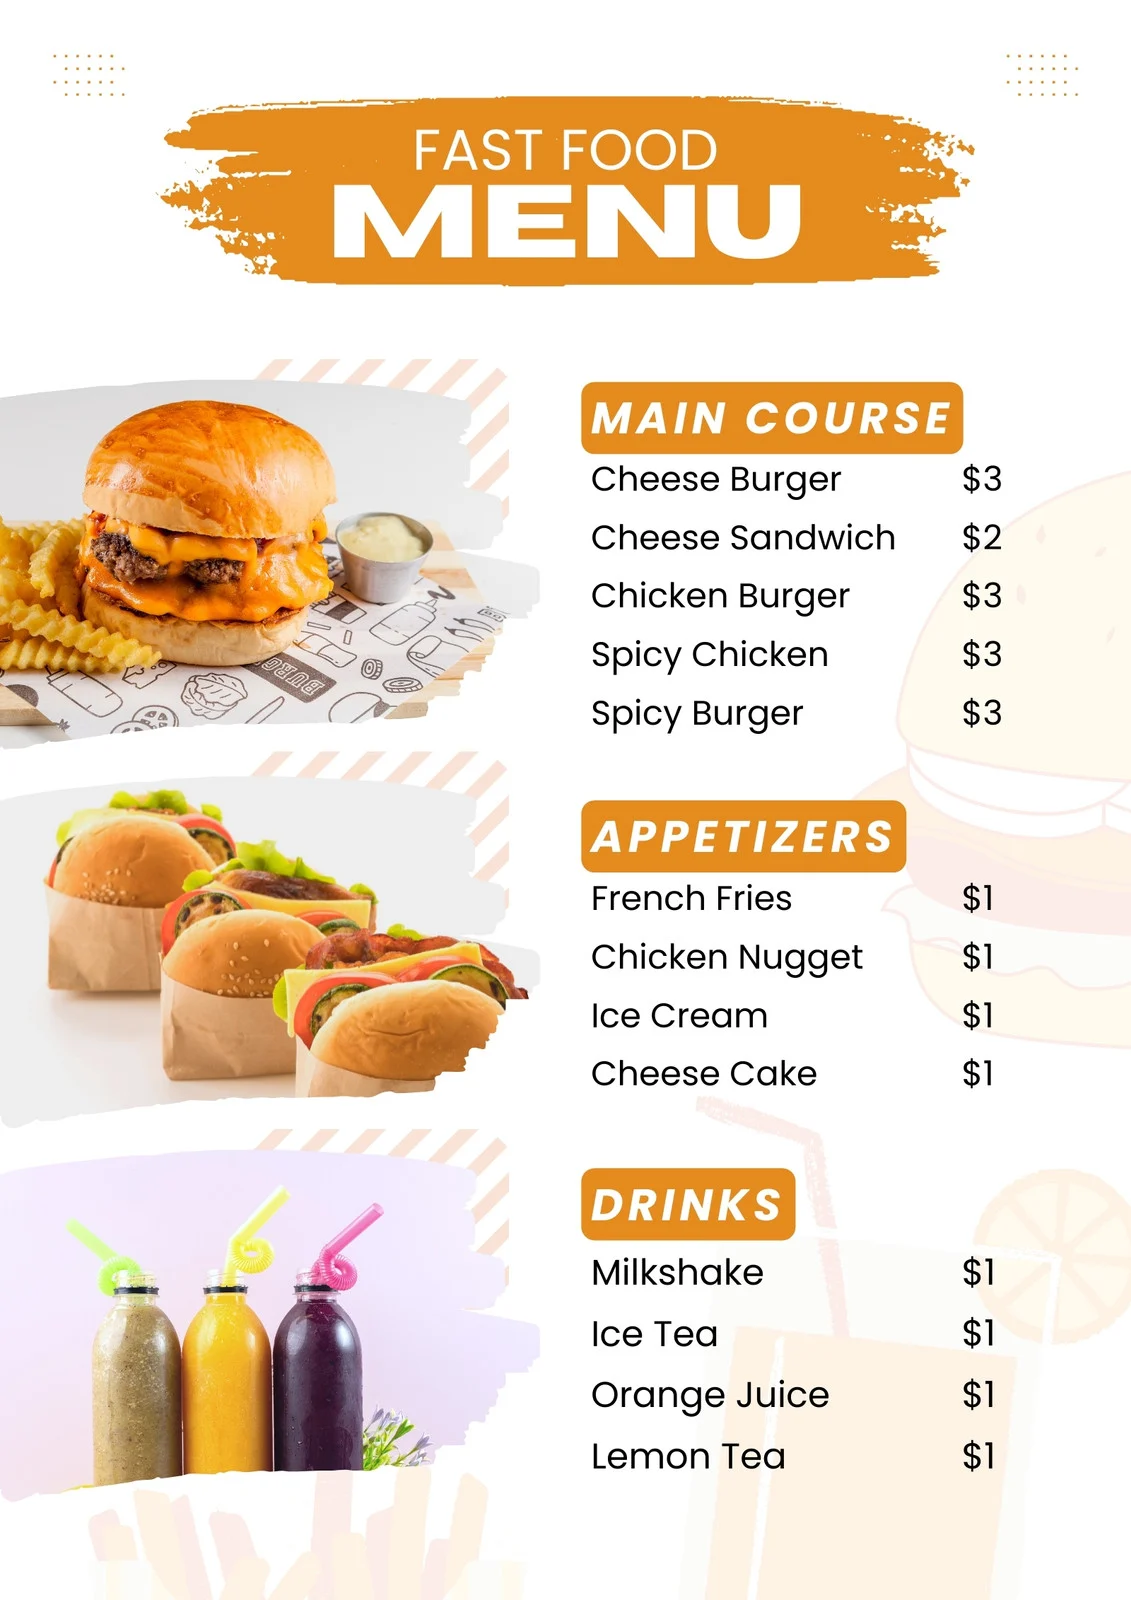 FAST FOOD
MENU
MAIN COURSE
Cheese Burger $3
Cheese Sandwich $2
Chicken Burger $3
Spicy Chicken $3
Spicy Burger $3
APPETIZERS
French Fries $1
Chicken Nugget $1
Ice Cream $1
Cheese Cake $1
DRINKS
Milkshake $1
Ice Tea $1
Orange Juice $1
Lemon Tea $1